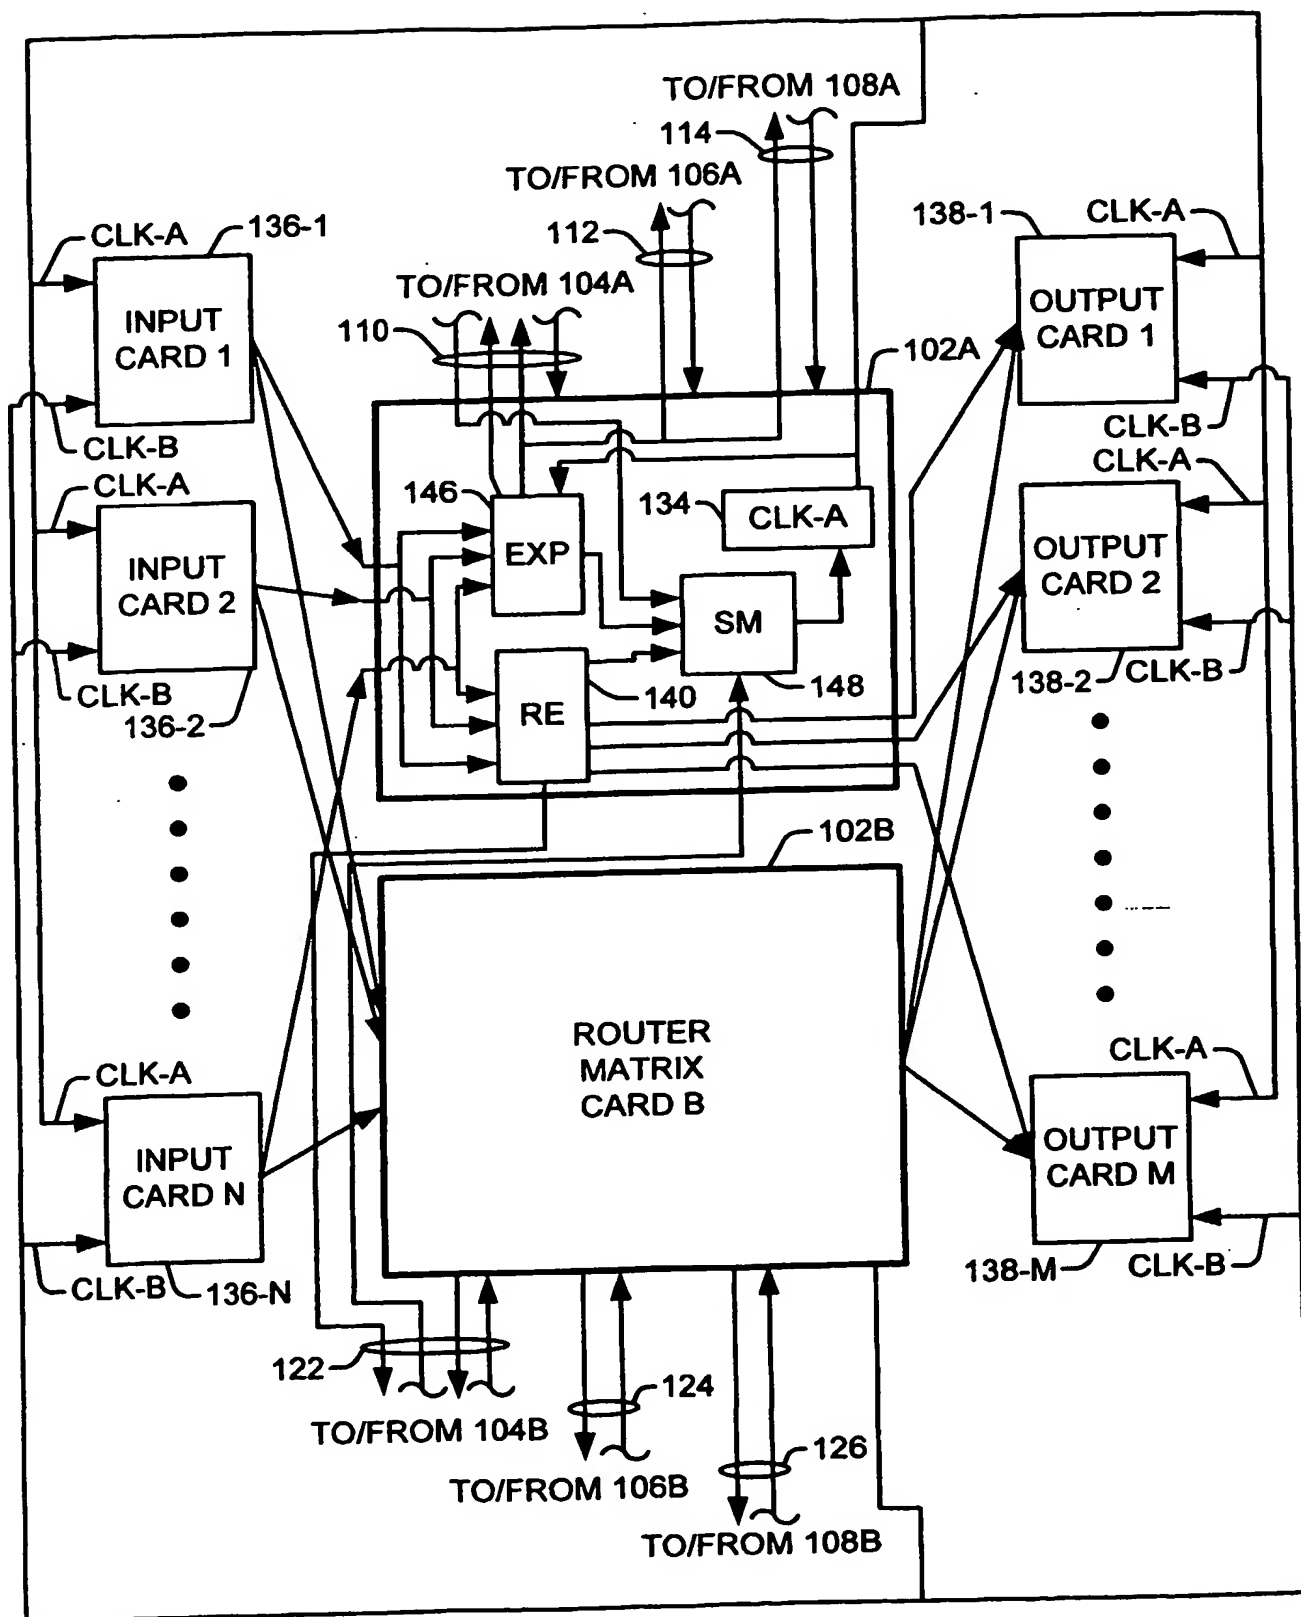 TO/FROM 108A
114
TO/FROM 106A
112
TO/FROM 104A
110
136-1
CLK-A
INPUT
CARD 1
CLK-B
138-1
CLK-A
OUTPUT
CARD 1
CLK-B
102A
CLK-A
INPUT
CARD 2
CLK-B
136-2
146
EXP
134
CLK-A
SM
148
RE
140
CLK-A
OUTPUT
CARD 2
CLK-B
138-2
102B
ROUTER
MATRIX
CARD B
CLK-A
INPUT
CARD N
CLK-B
136-N
CLK-A
OUTPUT
CARD M
138-M
CLK-B
122
TO/FROM 104B
124
TO/FROM 106B
126
TO/FROM 108B